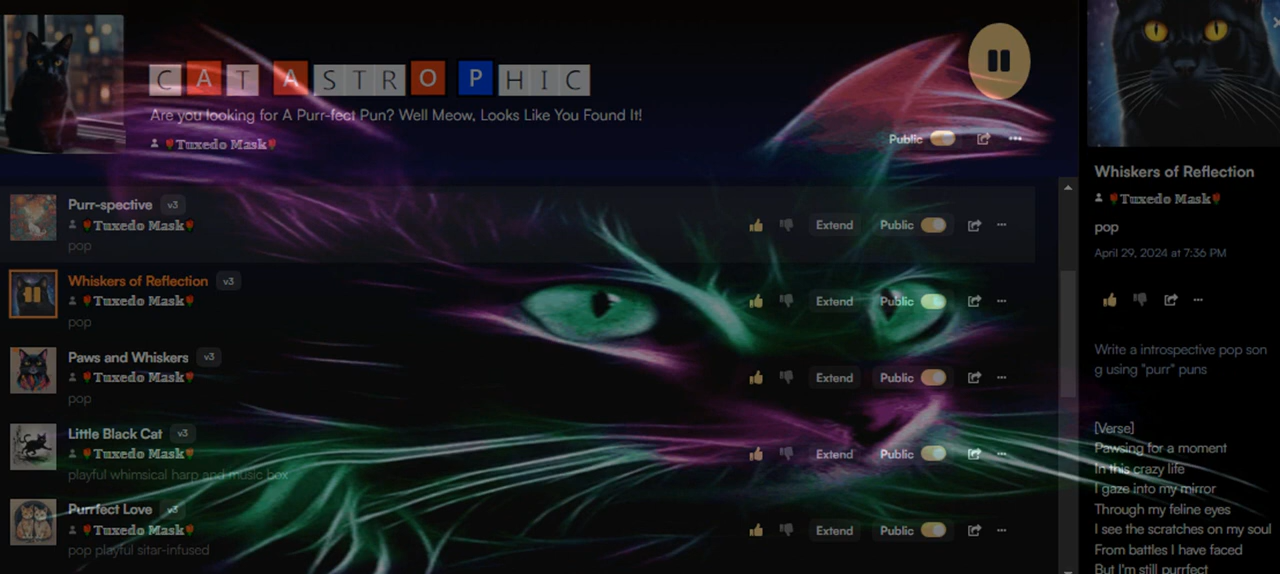 CATASTROPHIC
Are you looking for A Purr-fect Pun? Well Meow, Looks Like You Found It!
🌹Tuxedo Mask🌹
Public
Purr-spective v3
🌹Tuxedo Mask🌹
pop
Extend Public
Whiskers of Reflection v3
🌹Tuxedo Mask🌹
pop
Extend Public
Paws and Whiskers v3
🌹Tuxedo Mask🌹
pop
Extend Public
Little Black Cat v3
🌹Tuxedo Mask🌹
playful whimsical harp and music box
Extend Public
Purrfect Love v3
🌹Tuxedo Mask🌹
pop playful sitar-infused
Extend Public
Whiskers of Reflection
🌹Tuxedo Mask🌹
pop
April 29, 2024 at 7:36 PM
Write a introspective pop son
g using "purr" puns
[Verse]
Pawsing for a moment
In this crazy life
I gaze into my mirror
Through my feline eyes
I see the scratches on my soul
From battles I have faced
But I'm still purrfect